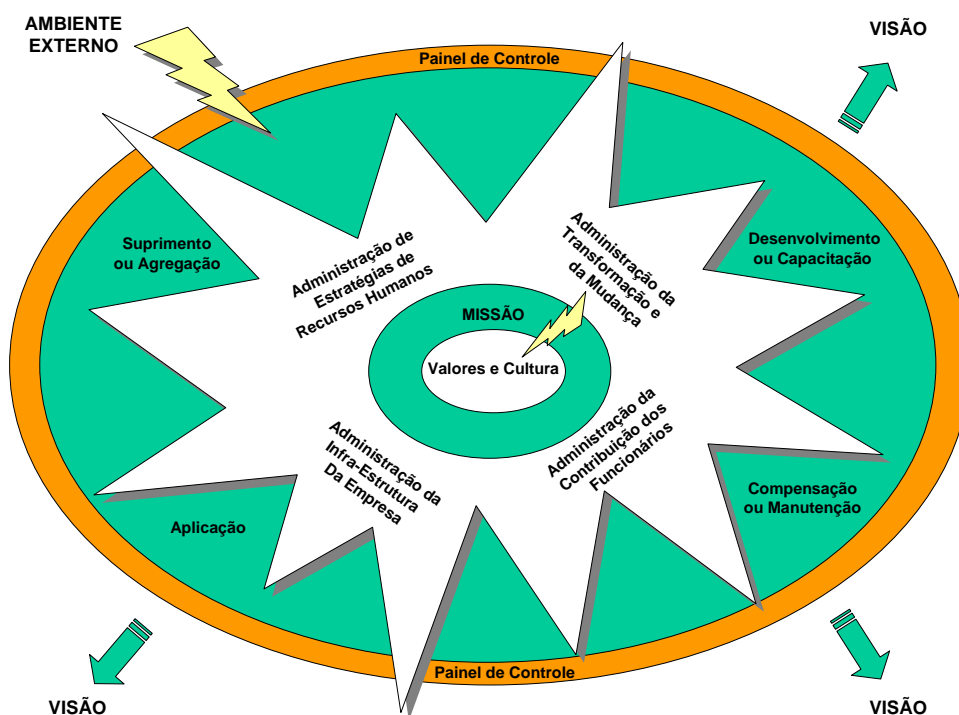 AMBIENTE
EXTERNO
VISÃO
Painel de Controle
Suprimento
ou Agregação
Administração de
Estratégias de
Recursos Humanos
Administração da
Transformação e
da Mudança
Desenvolvimento
ou Capacitação
MISSÃO
Valores e Cultura
Administração da
Infra-Estrutura
Da Empresa
Administração da
Contribuição dos
Funcionários
Aplicação
Compensação
ou Manutenção
Painel de Controle
VISÃO
VISÃO